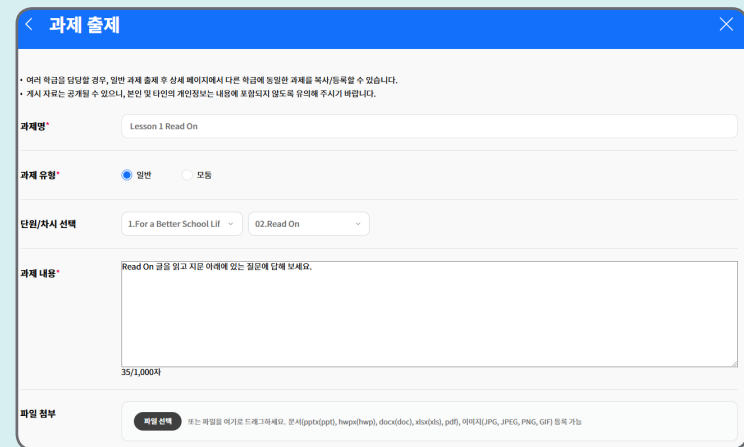 과제 출제
• 여러 학급을 담당할 경우, 일반 과제 출제 후 상세 페이지에서 다른 학급에 동일한 과제를 복사/등록할 수 있습니다.
• 게시 자료는 공개될 수 있으니, 본인 및 타인의 개인정보는 내용에 포함되지 않도록 유의해 주시기 바랍니다.
과제명*
Lesson 1 Read On
과제 유형*
일반 모둠
단원/차시 선택
1.For a Better School Lif 02.Read On
과제 내용*
Read On 글을 읽고 지문 아래에 있는 질문에 답해 보세요.
35/1,000자
파일 첨부
파일 선택 또는 파일을 여기로 드래그하세요. 문서(pptx(ppt), hwpx(hwp), docx(doc), xlsx(xls), pdf), 이미지(JPG, JPEG, PNG, GIF) 등록 가능